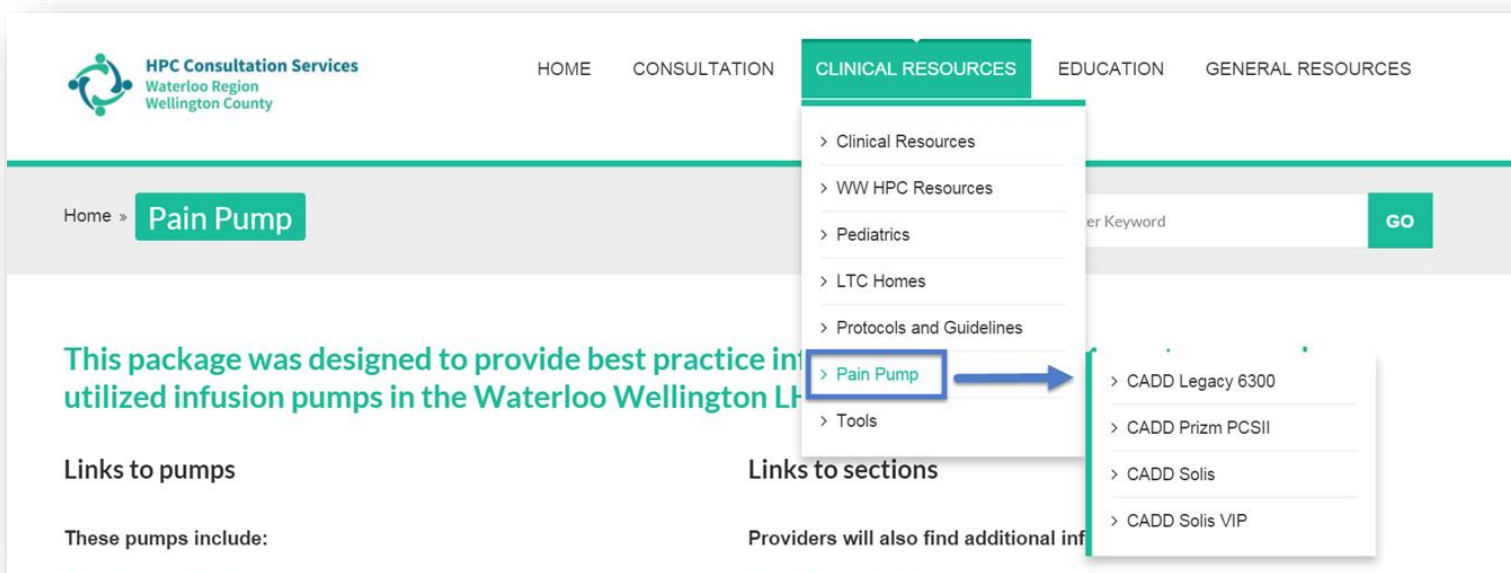 HPC Consultation Services
Waterloo Region
Wellington County
HOME CONSULTATION CLINICAL RESOURCES EDUCATION GENERAL RESOURCES
> Clinical Resources
> WW HPC Resources
> Pediatrics
> LTC Homes
> Protocols and Guidelines
> Pain Pump
> Tools
> CADD Legacy 6300
> CADD Prizm PCSII
> CADD Solis
> CADD Solis VIP
Home » Pain Pump
er Keyword GO
This package was designed to provide best practice in
utilized infusion pumps in the Waterloo Wellington LH
Links to pumps
These pumps include:
Links to sections
Providers will also find additional inf